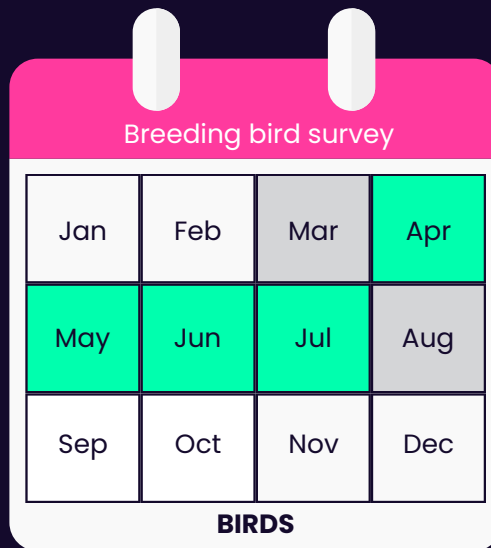 Breeding bird survey
Jan Feb Mar Apr
May Jun Jul Aug
Sep Oct Nov Dec
BIRDS